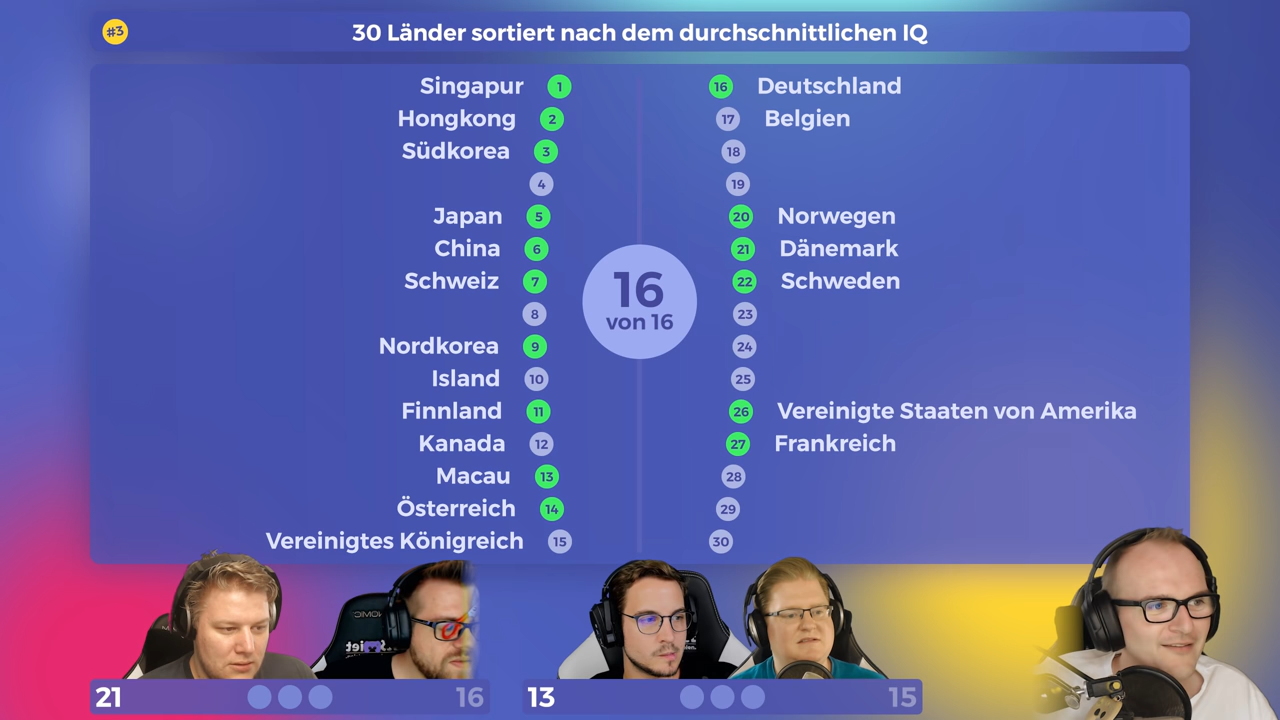 #3
30 Länder sortiert nach dem durchschnittlichen IQ
Singapur 1
Hongkong 2
Südkorea 3
4
Japan 5
China 6
Schweiz 7
8
Nordkorea 9
Island 10
Finnland 11
Kanada 12
Macau 13
Österreich 14
Vereinigtes Königreich 15
16
von 16
16 Deutschland
17 Belgien
18
19
20 Norwegen
21 Dänemark
22 Schweden
23
24
25
26 Vereinigte Staaten von Amerika
27 Frankreich
28
29
30
21 16
13 15